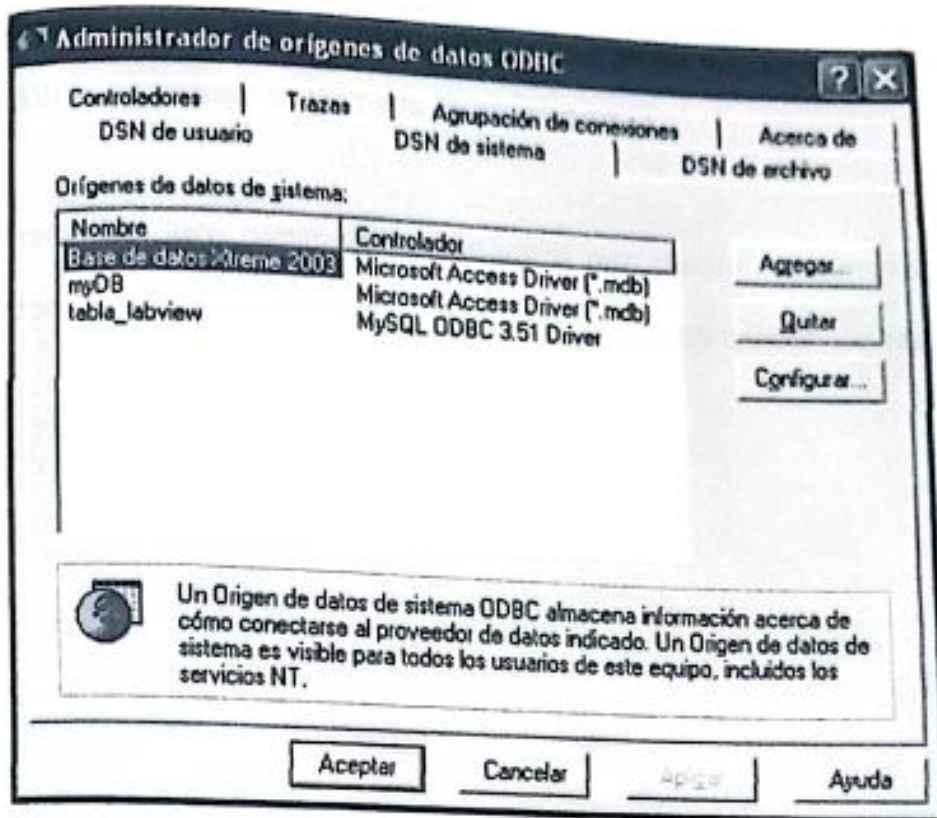 Administrador de orígenes de datos ODBC
Controladores | Trazas | Agrupación de conexiones | Acerca de
DSN de usuario DSN de sistema DSN de archivo
Orígenes de datos de sistema:
Nombre Controlador
Base de datos Xtreme 2003 Microsoft Access Driver (*.mdb)
myDB Microsoft Access Driver (*.mdb)
tabla_labview MySQL ODBC 3.51 Driver
Agregar...
Quitar
Configurar...
Un Origen de datos de sistema ODBC almacena información acerca de
cómo conectarse al proveedor de datos indicado. Un Origen de datos de
sistema es visible para todos los usuarios de este equipo, incluidos los
servicios NT.
Aceptar Cancelar Aplicar Ayuda